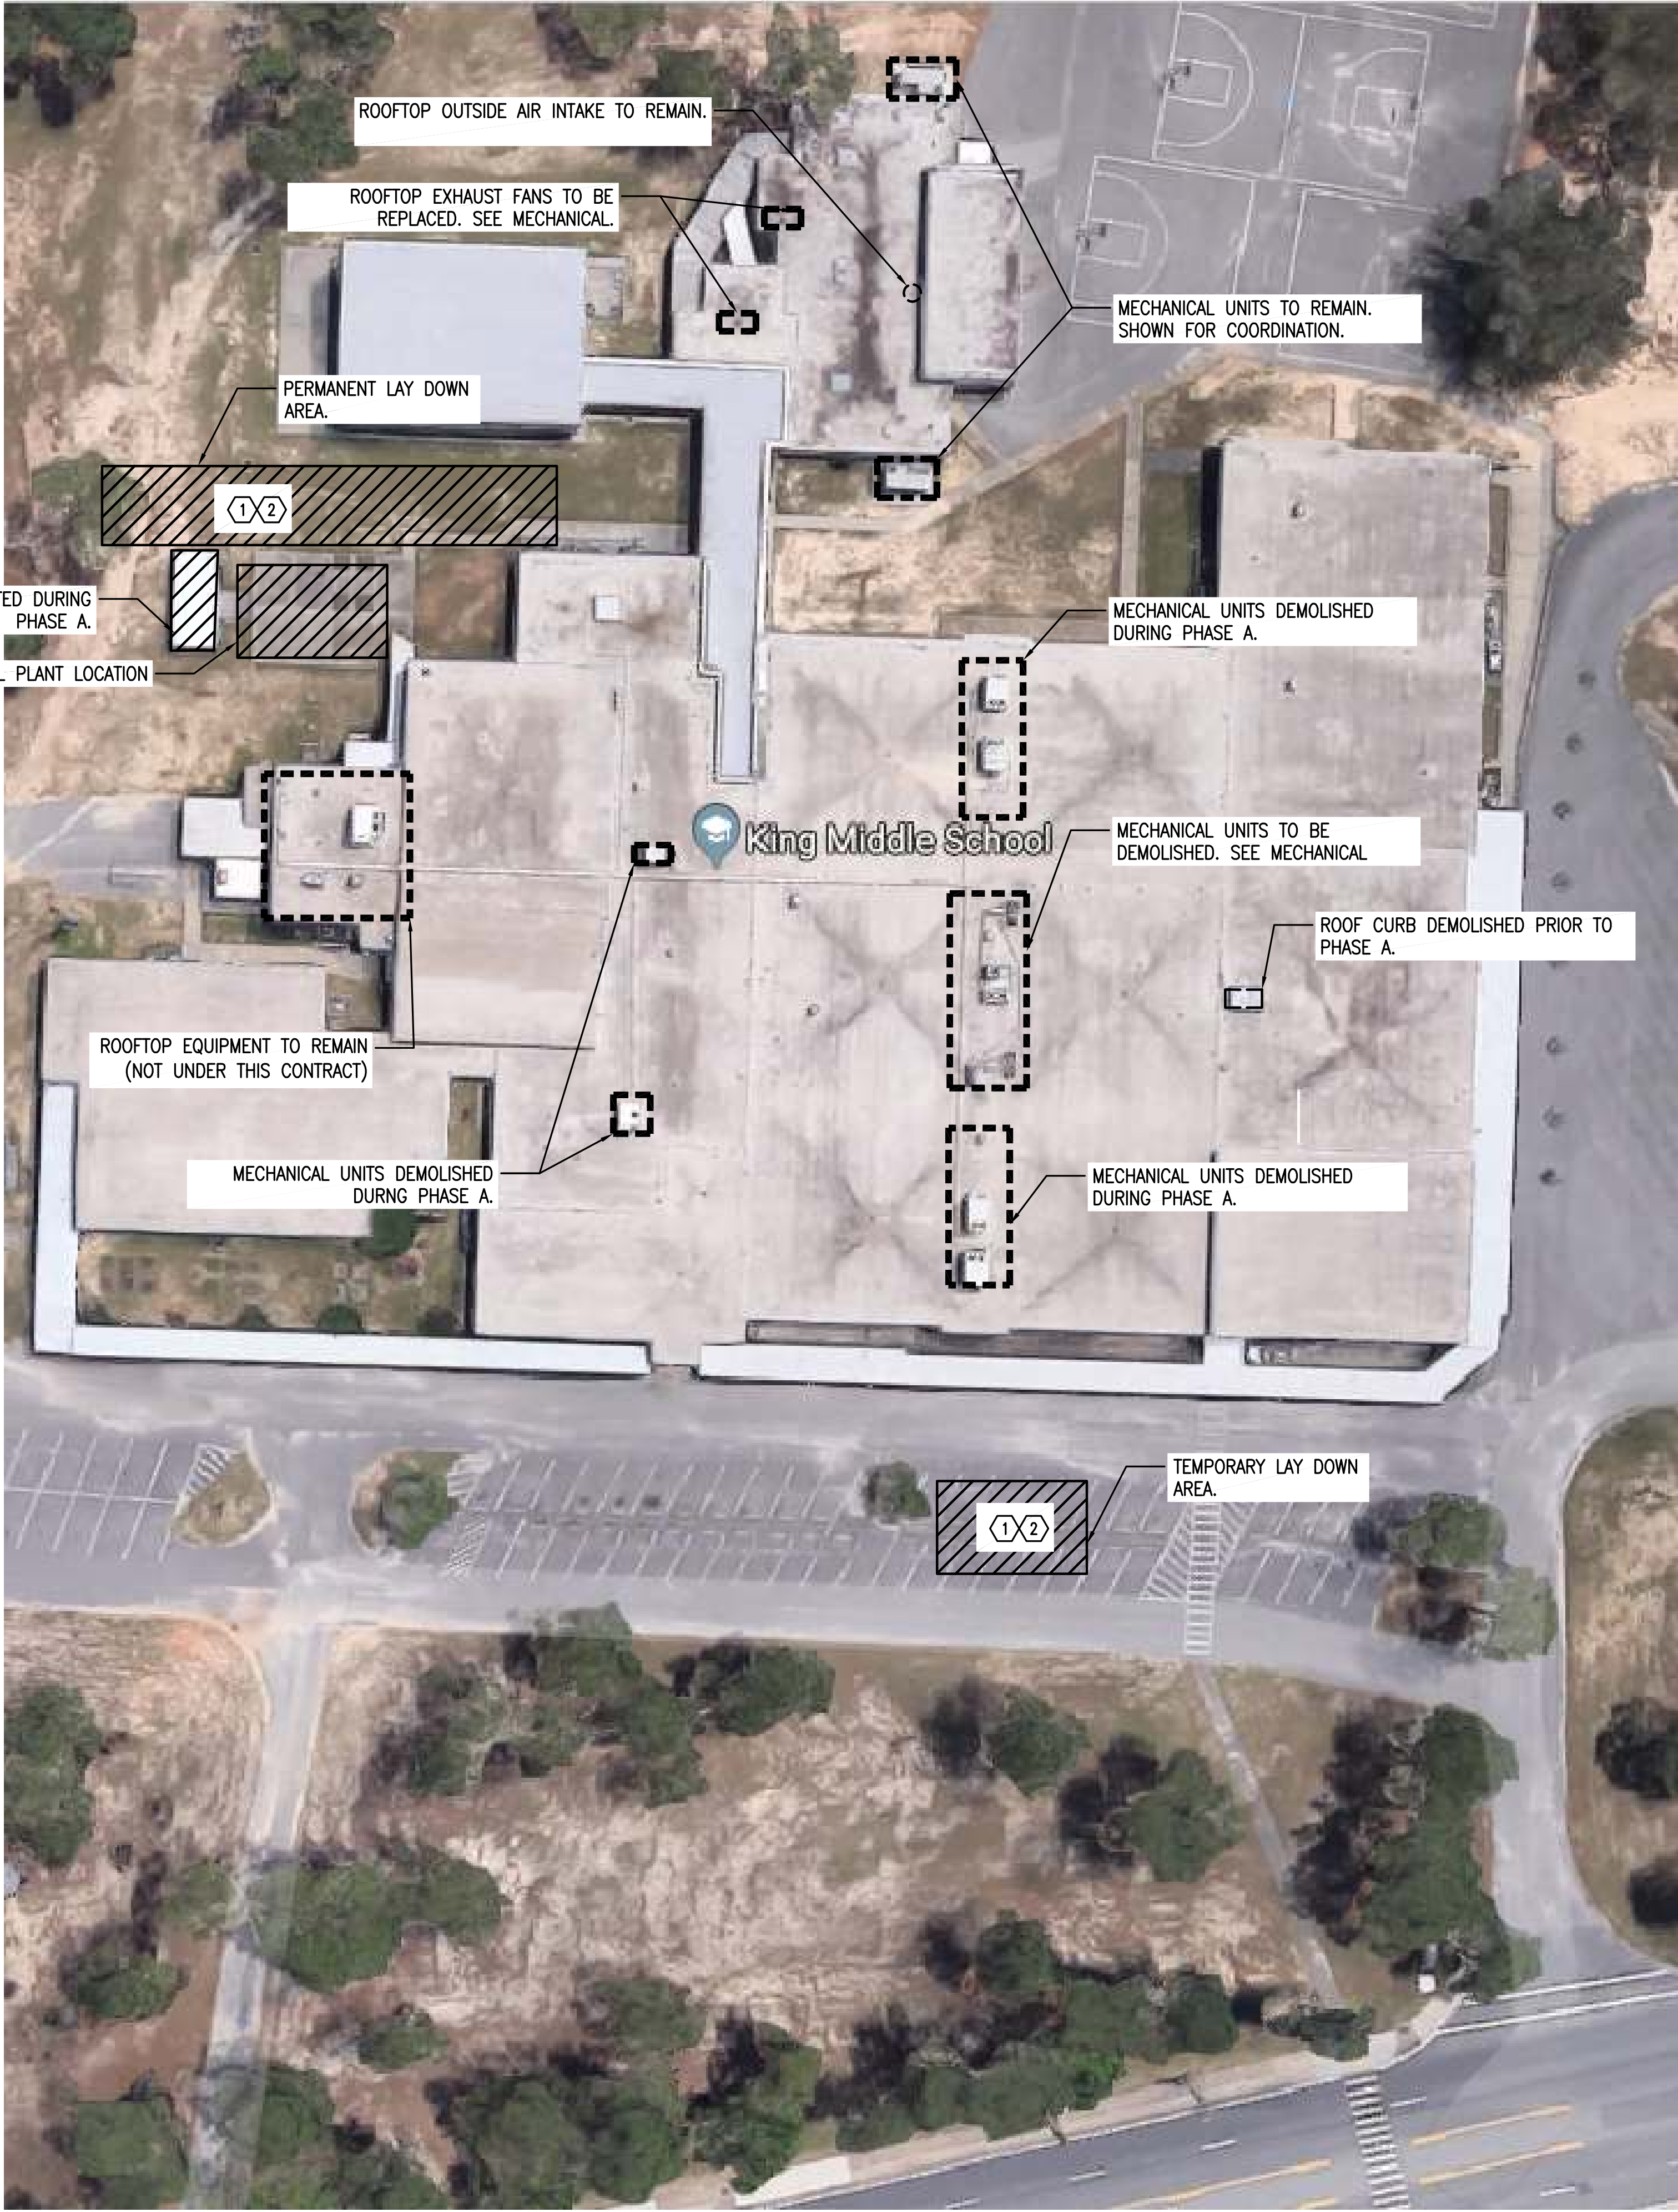 ROOFTOP OUTSIDE AIR INTAKE TO REMAIN.
ROOFTOP EXHAUST FANS TO BE
REPLACED. SEE MECHANICAL.
MECHANICAL UNITS TO REMAIN.
SHOWN FOR COORDINATION.
PERMANENT LAY DOWN
AREA.
1 2
TED DURING
PHASE A.
PLANT LOCATION
MECHANICAL UNITS DEMOLISHED
DURING PHASE A.
King Middle School
MECHANICAL UNITS TO BE
DEMOLISHED. SEE MECHANICAL
ROOF CURB DEMOLISHED PRIOR TO
PHASE A.
ROOFTOP EQUIPMENT TO REMAIN
(NOT UNDER THIS CONTRACT)
MECHANICAL UNITS DEMOLISHED
DURNG PHASE A.
MECHANICAL UNITS DEMOLISHED
DURING PHASE A.
TEMPORARY LAY DOWN
AREA.
1 2